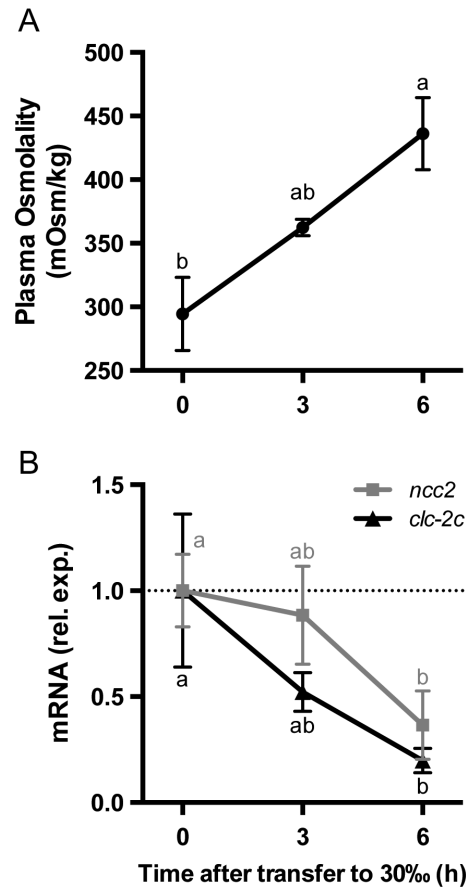 A
Plasma Osmolality
(mOsm/kg)
500
450
400
350
300
250
b
ab
a
0 3 6
B
mRNA (rel. exp.)
1.5
1.0
0.5
0.0
ncc2
clc-2c
a
ab
b
a
ab
b
0 3 6
Time after transfer to 30‰ (h)